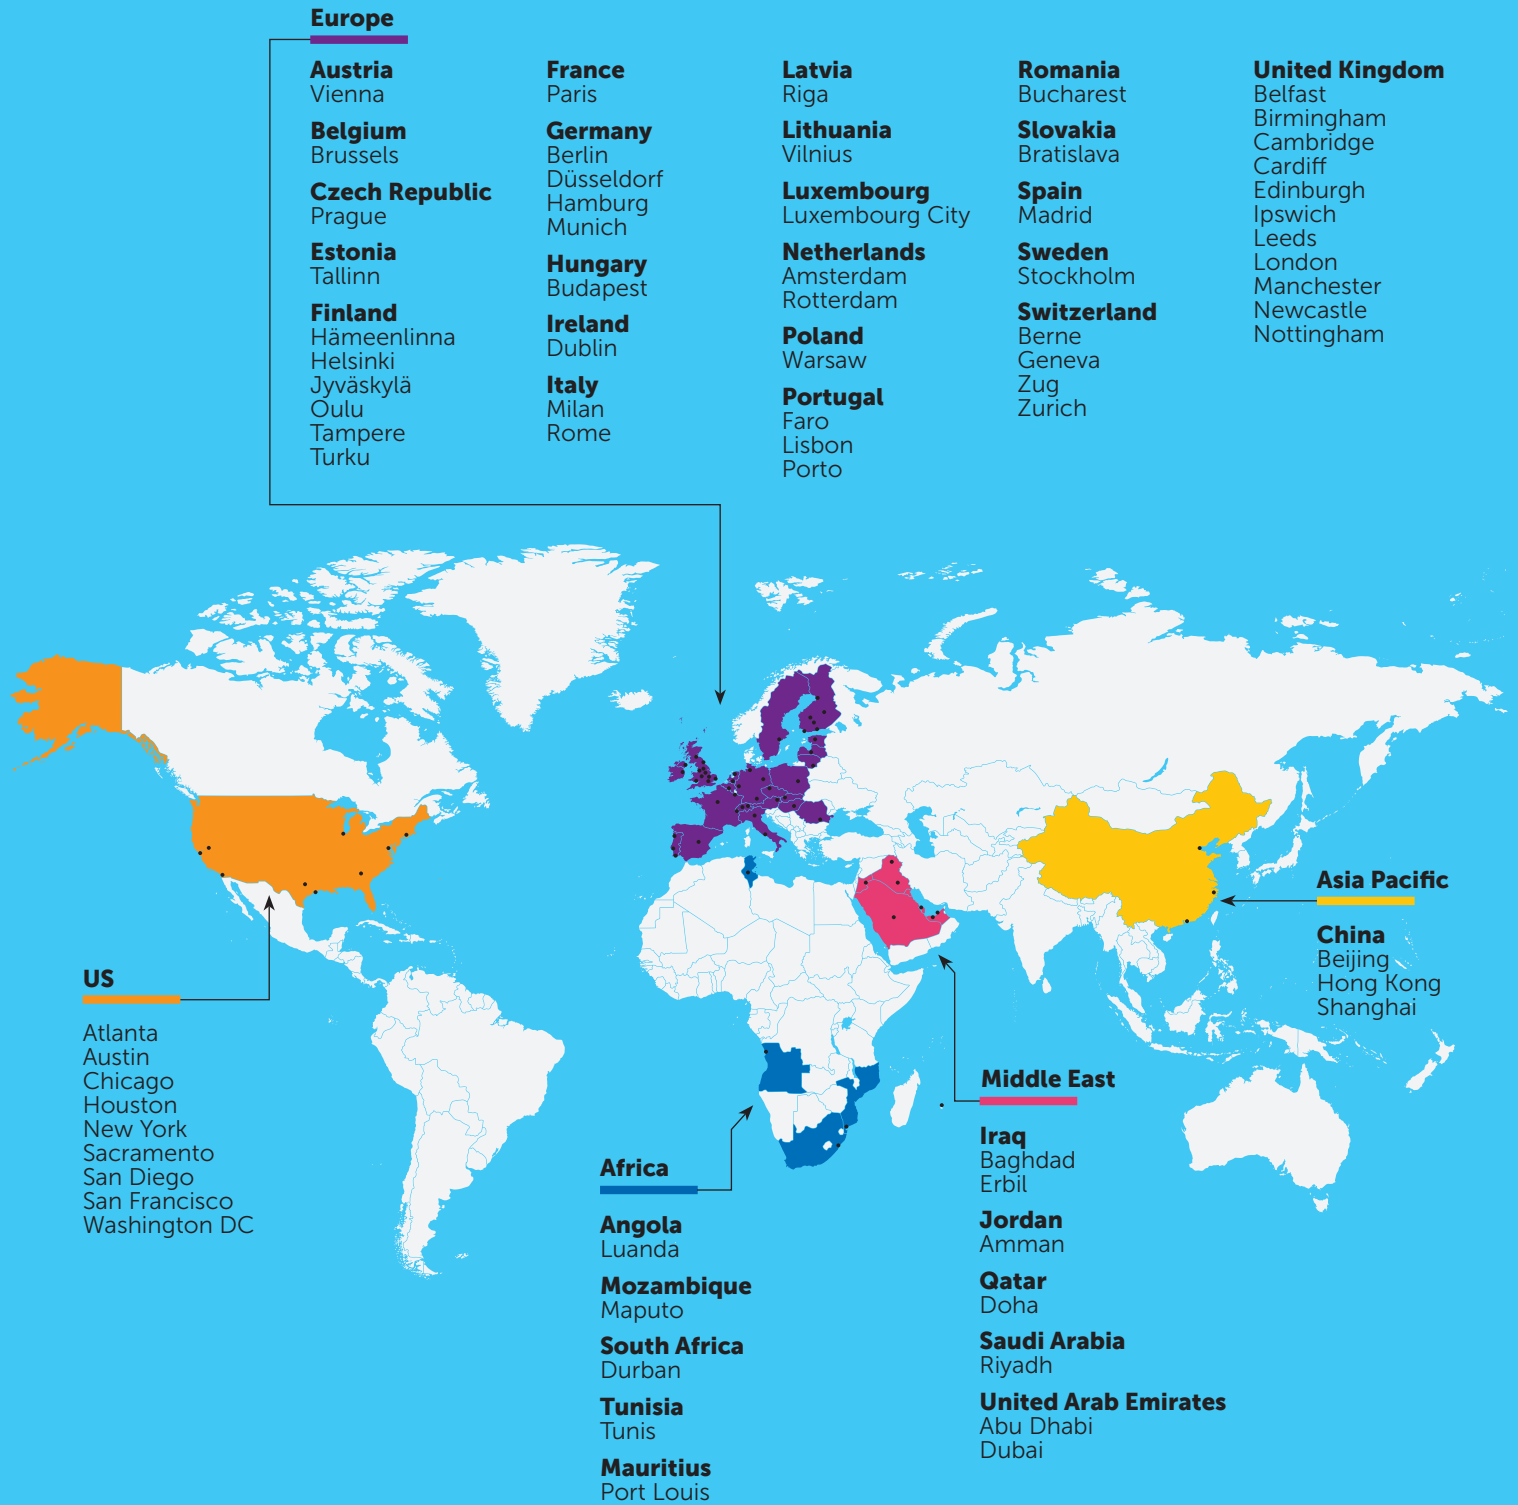 Europe
Austria
Vienna
Belgium
Brussels
Czech Republic
Prague
Estonia
Tallinn
Finland
Hämeenlinna
Helsinki
Jyväskylä
Oulu
Tampere
Turku
France
Paris
Germany
Berlin
Düsseldorf
Hamburg
Munich
Hungary
Budapest
Ireland
Dublin
Italy
Milan
Rome
Latvia
Riga
Lithuania
Vilnius
Luxembourg
Luxembourg City
Netherlands
Amsterdam
Rotterdam
Poland
Warsaw
Portugal
Faro
Lisbon
Porto
Romania
Bucharest
Slovakia
Bratislava
Spain
Madrid
Sweden
Stockholm
Switzerland
Berne
Geneva
Zug
Zurich
United Kingdom
Belfast
Birmingham
Cambridge
Cardiff
Edinburgh
Ipswich
Leeds
London
Manchester
Newcastle
Nottingham
US
Atlanta
Austin
Chicago
Houston
New York
Sacramento
San Diego
San Francisco
Washington DC
Africa
Angola
Luanda
Mozambique
Maputo
South Africa
Durban
Tunisia
Tunis
Mauritius
Port Louis
Middle East
Iraq
Baghdad
Erbil
Jordan
Amman
Qatar
Doha
Saudi Arabia
Riyadh
United Arab Emirates
Abu Dhabi
Dubai
Asia Pacific
China
Beijing
Hong Kong
Shanghai